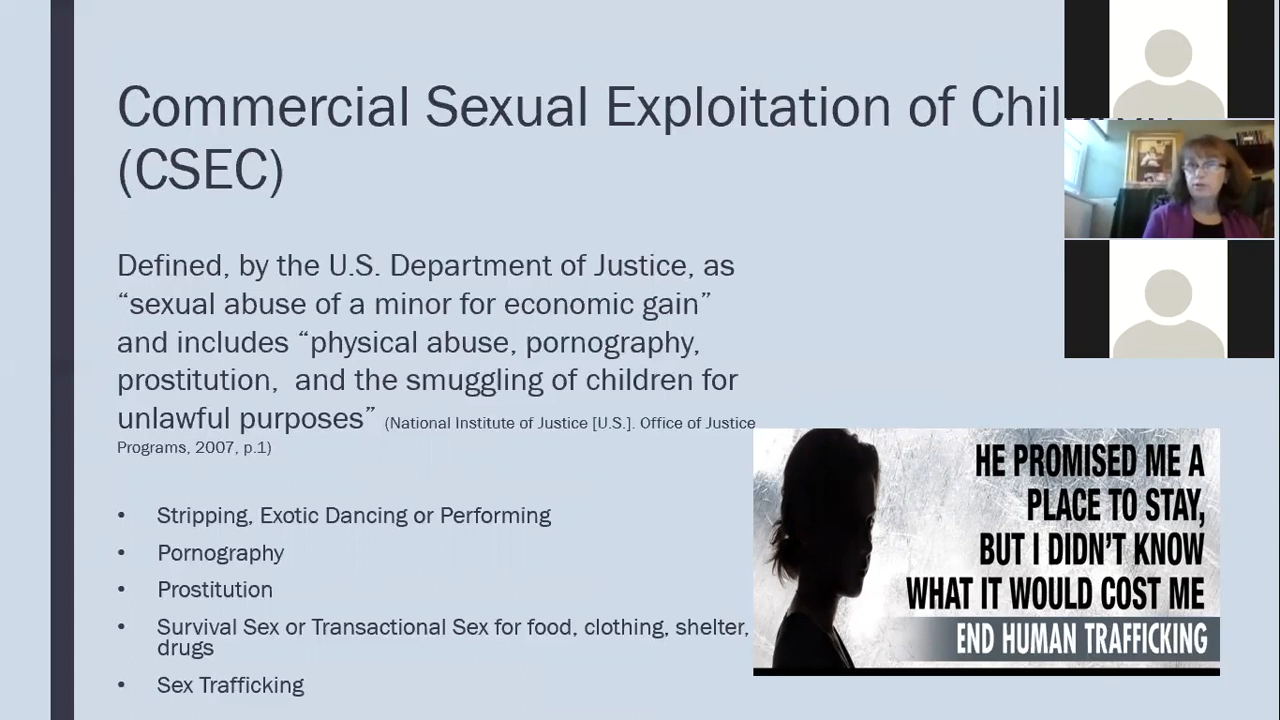 Commercial Sexual Exploitation of Children
(CSEC)
Defined, by the U.S. Department of Justice, as
“sexual abuse of a minor for economic gain”
and includes “physical abuse, pornography,
prostitution,  and the smuggling of children for
unlawful purposes” (National Institute of Justice [U.S.]. Office of Justice
Programs, 2007, p.1)
• Stripping, Exotic Dancing or Performing
• Pornography
• Prostitution
• Survival Sex or Transactional Sex for food, clothing, shelter,
drugs
• Sex Trafficking
HE PROMISED ME A
PLACE TO STAY,
BUT I DIDN'T KNOW
WHAT IT WOULD COST ME
END HUMAN TRAFFICKING